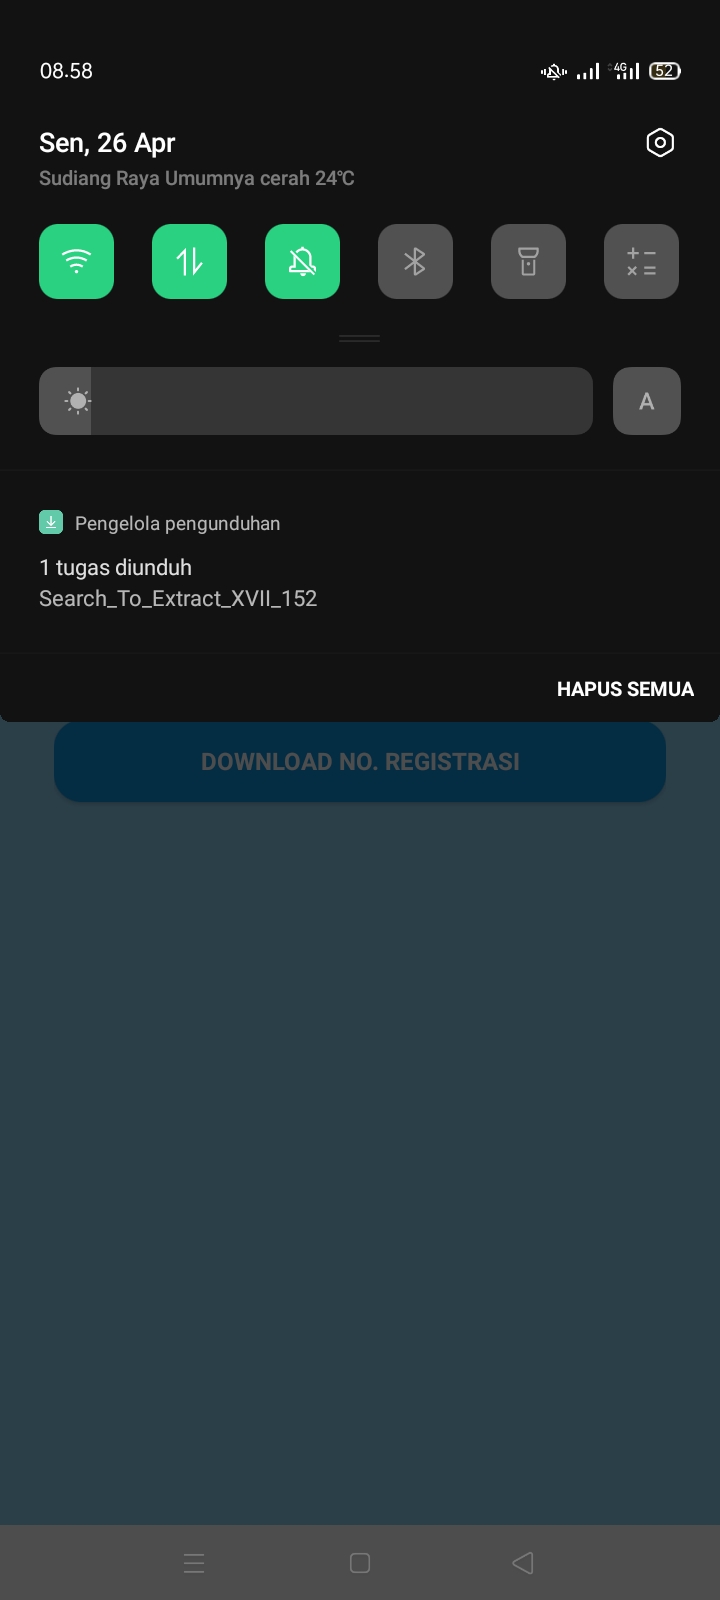 08.58
4G
52
Sen, 26 Apr
Sudiang Raya Umumnya cerah 24℃
A
Pengelola pengunduhan
1 tugas diunduh
Search_To_Extract_XVII_152
HAPUS SEMUA
DOWNLOAD NO. REGISTRASI